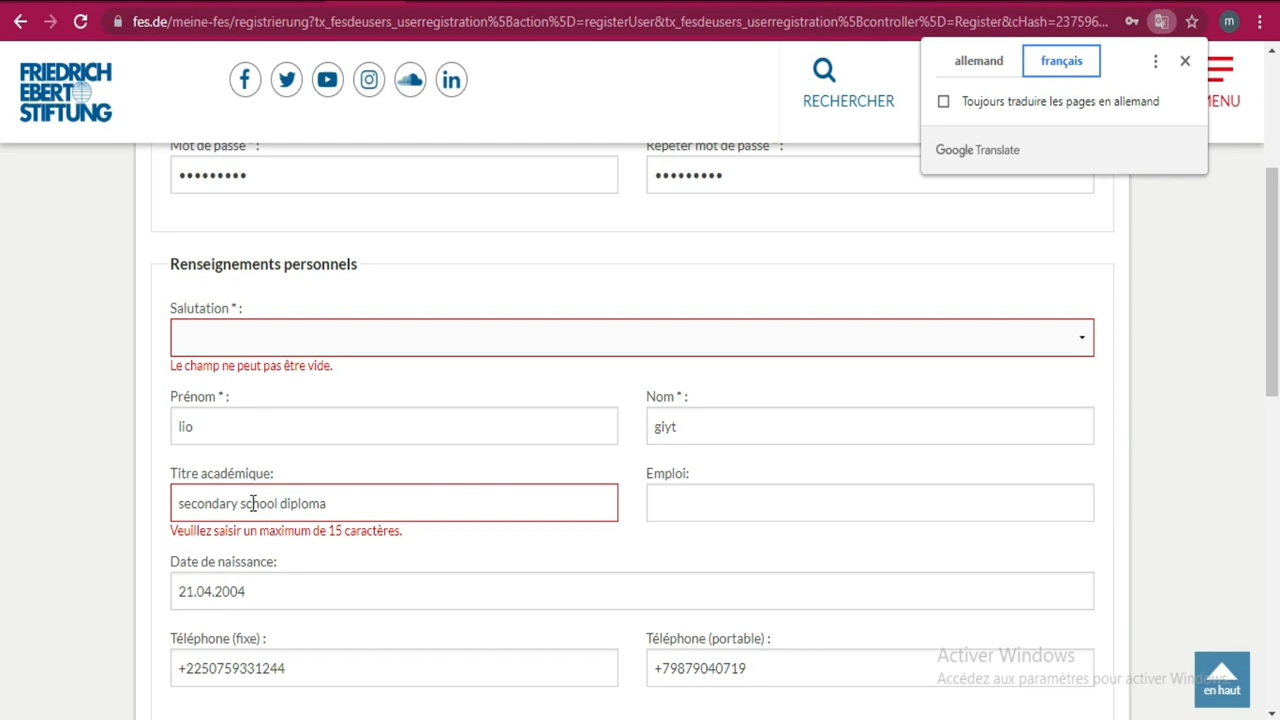 fes.de/meine-fes/registrierung?tx_fesdeusers_userregistration%5Baction%5D=registerUser&tx_fesdeusers_userregistration%5Bcontroller%5D=Register&cHash=237596...
m
allemand
français
Toujours traduire les pages en allemand
Google Translate
FRIEDRICH
EBERT
STIFTUNG
RECHERCHER
MENU
Mot de passe * :
Répéter mot de passe * :
Renseignements personnels
Salutation * :
Le champ ne peut pas être vide.
Prénom * :
Nom * :
lio
giyt
Titre académique:
Emploi:
secondary school diploma
Veuillez saisir un maximum de 15 caractères.
Date de naissance:
21.04.2004
Téléphone (fixe) :
Téléphone (portable) :
+2250759331244
+79879040719
Activer Windows
Accédez aux paramètres pour activer Windows.
en haut